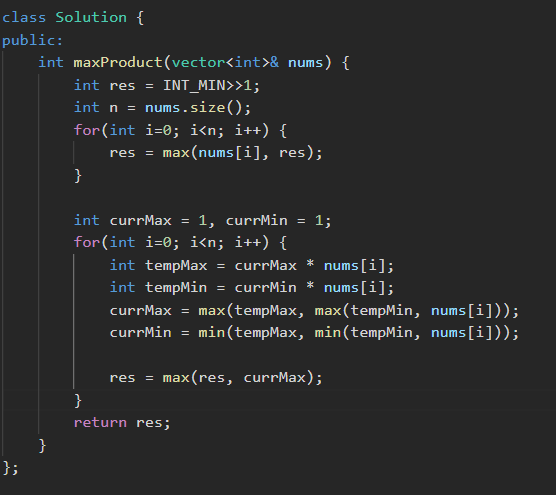 class Solution {
public:
    int maxProduct(vector<int>& nums) {
        int res = INT_MIN>>1;
        int n = nums.size();
        for(int i=0; i<n; i++) {
            res = max(nums[i], res);
        }

        int currMax = 1, currMin = 1;
        for(int i=0; i<n; i++) {
            int tempMax = currMax * nums[i];
            int tempMin = currMin * nums[i];
            currMax = max(tempMax, max(tempMin, nums[i]));
            currMin = min(tempMax, min(tempMin, nums[i]));

            res = max(res, currMax);
        }
        return res;
    }
};